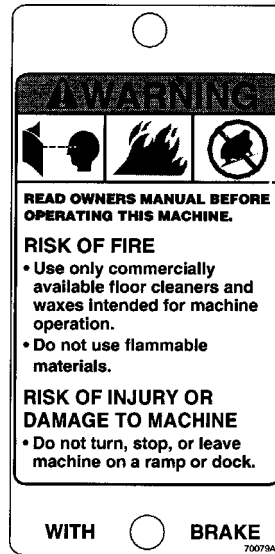 ⚠WARNING
READ OWNERS MANUAL BEFORE
OPERATING THIS MACHINE.
RISK OF FIRE
• Use only commercially
available floor cleaners and
waxes intended for machine
operation.
• Do not use flammable
materials.
RISK OF INJURY OR
DAMAGE TO MACHINE
• Do not turn, stop, or leave
machine on a ramp or dock.
WITH BRAKE
70079A